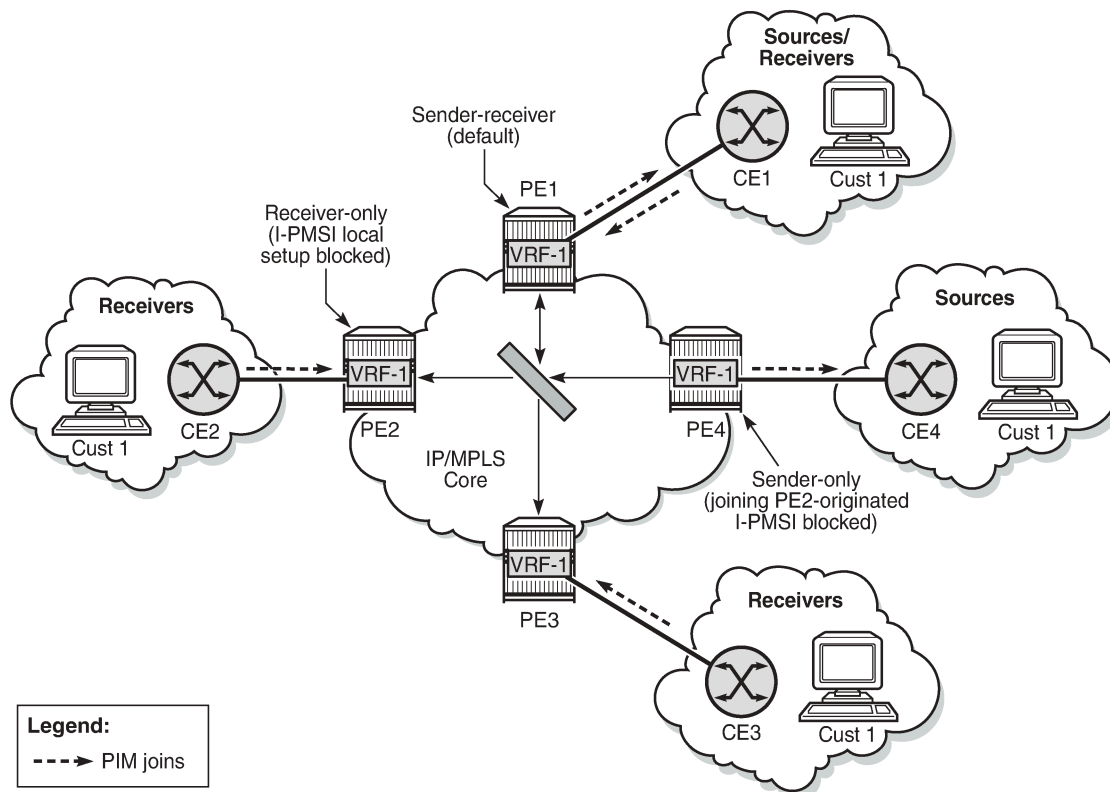 Sources/
Receivers
CE1
Cust 1
Sender-receiver
(default)
PE1
VRF-1
Receiver-only
(I-PMSI local
setup blocked)
Receivers
Cust 1
CE2
VRF-1
PE2
VRF-1
PE4
Sources
CE4
Cust 1
IP/MPLS
Core
Sender-only
(joining PE2-originated
I-PMSI blocked)
VRF-1
PE3
Receivers
CE3
Cust 1
Legend:
PIM joins